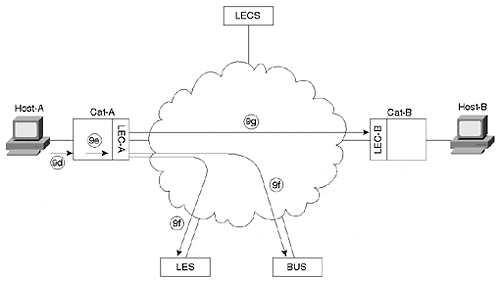 LECS
Host-A
Cat-A
LEC-A
9d
9e
9g
9f
9f
LEC-B
Cat-B
Host-B
LES
BUS